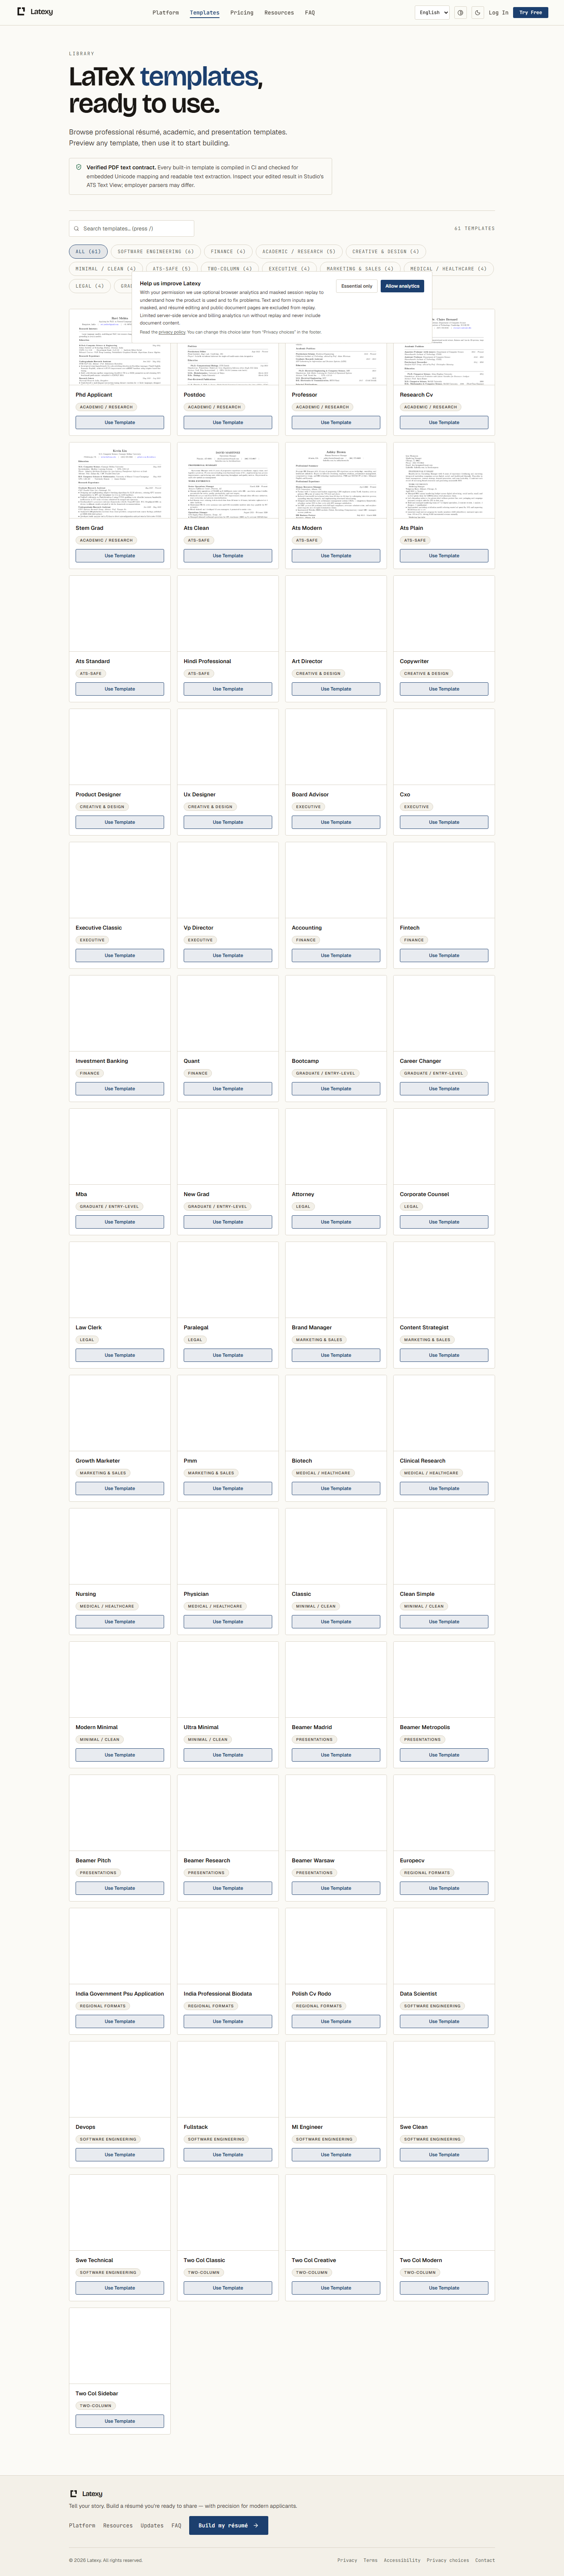 Latexy
Platform
Templates
Pricing
Resources
FAQ
English
Log In
Try Free
LIBRARY
LaTeX templates,
ready to use.
Browse professional résumé, academic, and presentation templates.
Preview any template, then use it to start building.
Verified PDF text contract. Every built-in template is compiled in CI and checked for
embedded Unicode mapping and readable text extraction. Inspect your edited result in Studio's
ATS Text View; employer parsers may differ.
Search templates… (press /)
61 TEMPLATES
ALL (61)
SOFTWARE ENGINEERING (6)
FINANCE (4)
ACADEMIC / RESEARCH (5)
CREATIVE & DESIGN (4)
MINIMAL / CLEAN (4)
ATS-SAFE (5)
TWO-COLUMN (4)
EXECUTIVE (4)
MARKETING & SALES (4)
MEDICAL / HEALTHCARE (4)
LEGAL (4)
Help us improve Latexy
With your permission we use optional browser analytics and masked session replay to
understand how the product is used and to fix problems. Text and form inputs are
masked, and résumé editing and public document pages are excluded from replay.
Limited server-side service and billing analytics run without replay and never include
document content.
Read the privacy policy. You can change this choice later from "Privacy choices" in the footer.
Essential only
Allow analytics
Phd Applicant
ACADEMIC / RESEARCH
Use Template
Postdoc
ACADEMIC / RESEARCH
Use Template
Professor
ACADEMIC / RESEARCH
Use Template
Research Cv
ACADEMIC / RESEARCH
Use Template
Stem Grad
ACADEMIC / RESEARCH
Use Template
Ats Clean
ATS-SAFE
Use Template
Ats Modern
ATS-SAFE
Use Template
Ats Plain
ATS-SAFE
Use Template
Ats Standard
ATS-SAFE
Use Template
Hindi Professional
ATS-SAFE
Use Template
Art Director
CREATIVE & DESIGN
Use Template
Copywriter
CREATIVE & DESIGN
Use Template
Product Designer
CREATIVE & DESIGN
Use Template
Ux Designer
CREATIVE & DESIGN
Use Template
Board Advisor
EXECUTIVE
Use Template
Cxo
EXECUTIVE
Use Template
Executive Classic
EXECUTIVE
Use Template
Vp Director
EXECUTIVE
Use Template
Accounting
FINANCE
Use Template
Fintech
FINANCE
Use Template
Investment Banking
FINANCE
Use Template
Quant
FINANCE
Use Template
Bootcamp
GRADUATE / ENTRY-LEVEL
Use Template
Career Changer
GRADUATE / ENTRY-LEVEL
Use Template
Mba
GRADUATE / ENTRY-LEVEL
Use Template
New Grad
GRADUATE / ENTRY-LEVEL
Use Template
Attorney
LEGAL
Use Template
Corporate Counsel
LEGAL
Use Template
Law Clerk
LEGAL
Use Template
Paralegal
LEGAL
Use Template
Brand Manager
MARKETING & SALES
Use Template
Content Strategist
MARKETING & SALES
Use Template
Growth Marketer
MARKETING & SALES
Use Template
Pmm
MARKETING & SALES
Use Template
Biotech
MEDICAL / HEALTHCARE
Use Template
Clinical Research
MEDICAL / HEALTHCARE
Use Template
Nursing
MEDICAL / HEALTHCARE
Use Template
Physician
MEDICAL / HEALTHCARE
Use Template
Classic
MINIMAL / CLEAN
Use Template
Clean Simple
MINIMAL / CLEAN
Use Template
Modern Minimal
MINIMAL / CLEAN
Use Template
Ultra Minimal
MINIMAL / CLEAN
Use Template
Beamer Madrid
PRESENTATIONS
Use Template
Beamer Metropolis
PRESENTATIONS
Use Template
Beamer Pitch
PRESENTATIONS
Use Template
Beamer Research
PRESENTATIONS
Use Template
Beamer Warsaw
PRESENTATIONS
Use Template
Europecv
REGIONAL FORMATS
Use Template
India Government Psu Application
REGIONAL FORMATS
Use Template
India Professional Biodata
REGIONAL FORMATS
Use Template
Polish Cv Rodo
REGIONAL FORMATS
Use Template
Data Scientist
SOFTWARE ENGINEERING
Use Template
Devops
SOFTWARE ENGINEERING
Use Template
Fullstack
SOFTWARE ENGINEERING
Use Template
Ml Engineer
SOFTWARE ENGINEERING
Use Template
Swe Clean
SOFTWARE ENGINEERING
Use Template
Swe Technical
SOFTWARE ENGINEERING
Use Template
Two Col Classic
TWO-COLUMN
Use Template
Two Col Creative
TWO-COLUMN
Use Template
Two Col Modern
TWO-COLUMN
Use Template
Two Col Sidebar
TWO-COLUMN
Use Template
Latexy
Tell your story. Build a résumé you're ready to share — with precision for modern applicants.
Platform
Resources
Updates
FAQ
Build my résumé →
© 2026 Latexy. All rights reserved.
Privacy
Terms
Accessibility
Privacy choices
Contact